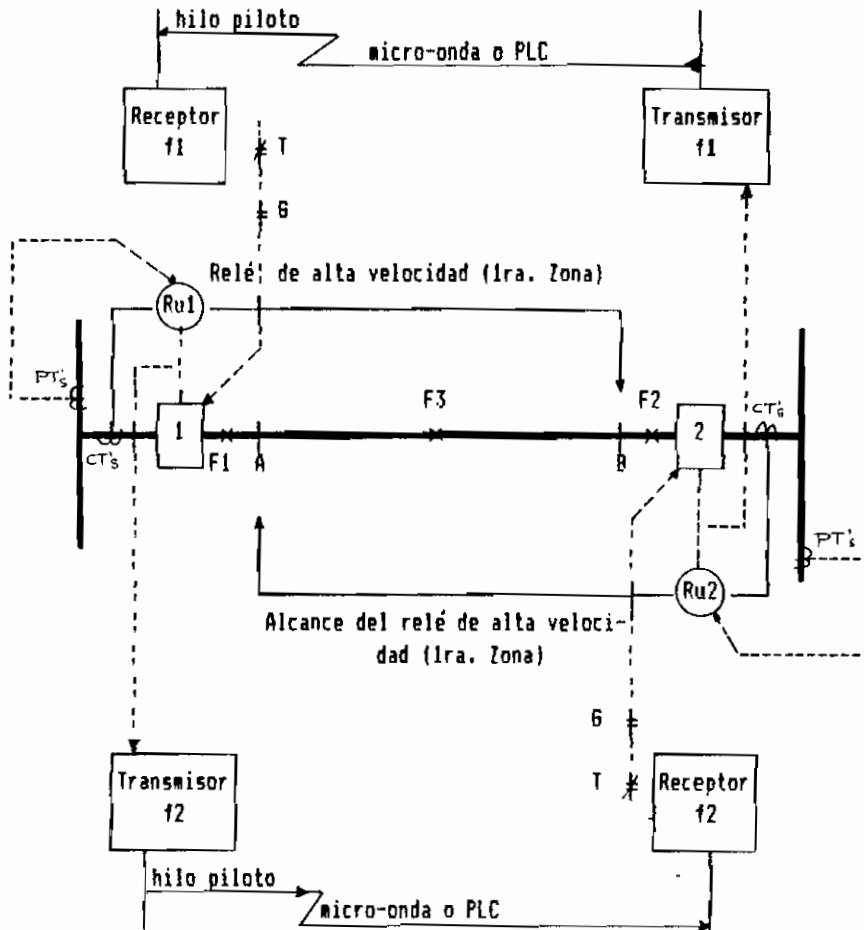 hilo piloto
micro-onda o PLC
Receptor
f1
Transmisor
f1
T
G
Relé de alta velocidad (1ra. Zona)
Ru1
PT's
CT's
1
F1
A
F3
B
F2
2
CT's
PT's
Ru2
Alcance del relé de alta veloci-
dad (1ra. Zona)
G
T
Transmisor
f2
Receptor
f2
hilo piloto
micro-onda o PLC